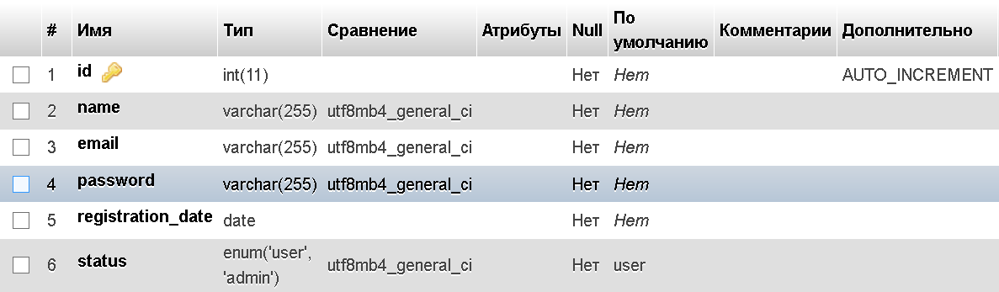 # Имя Тип Сравнение Атрибуты Null По умолчанию Комментарии Дополнительно
1 id int(11) Нет Нет AUTO_INCREMENT
2 name varchar(255) utf8mb4_general_ci Нет Нет
3 email varchar(255) utf8mb4_general_ci Нет Нет
4 password varchar(255) utf8mb4_general_ci Нет Нет
5 registration_date date Нет Нет
6 status enum('user', 'admin') utf8mb4_general_ci Нет user